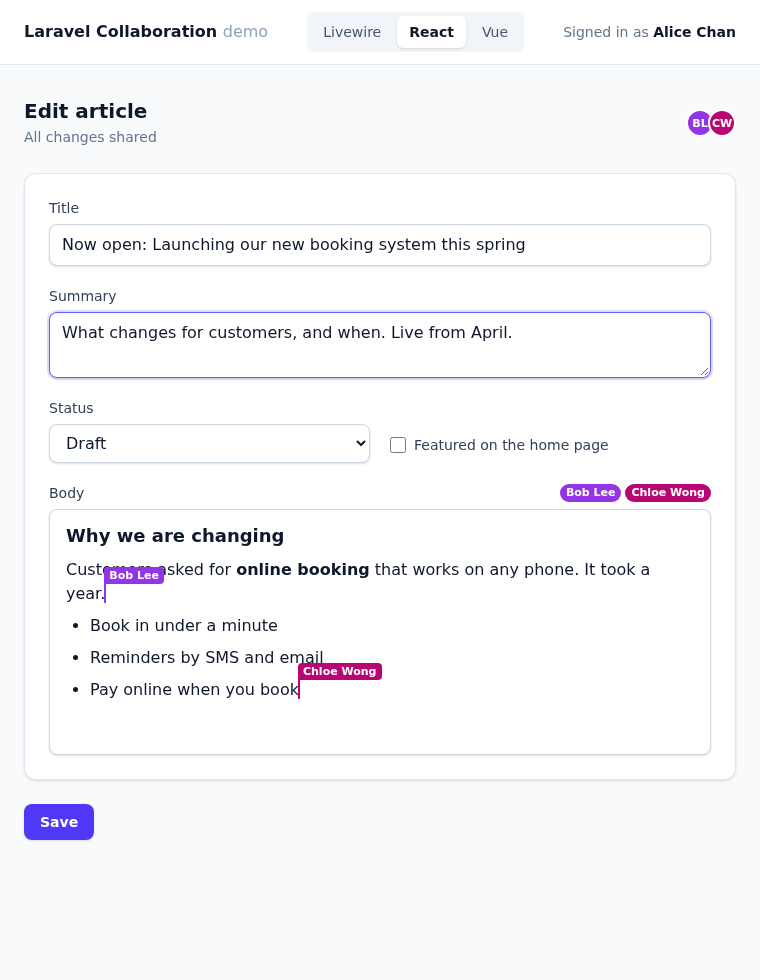 Laravel Collaboration demo
Livewire React Vue
Signed in as Alice Chan
Edit article
All changes shared
BL CW
Title
Now open: Launching our new booking system this spring
Summary
What changes for customers, and when. Live from April.
Status
Draft
Featured on the home page
Body
Bob Lee Chloe Wong
Why we are changing
Customers asked for online booking that works on any phone. It took a
Bob Lee
year.
Book in under a minute
Reminders by SMS and email
Chloe Wong
Pay online when you book
Save